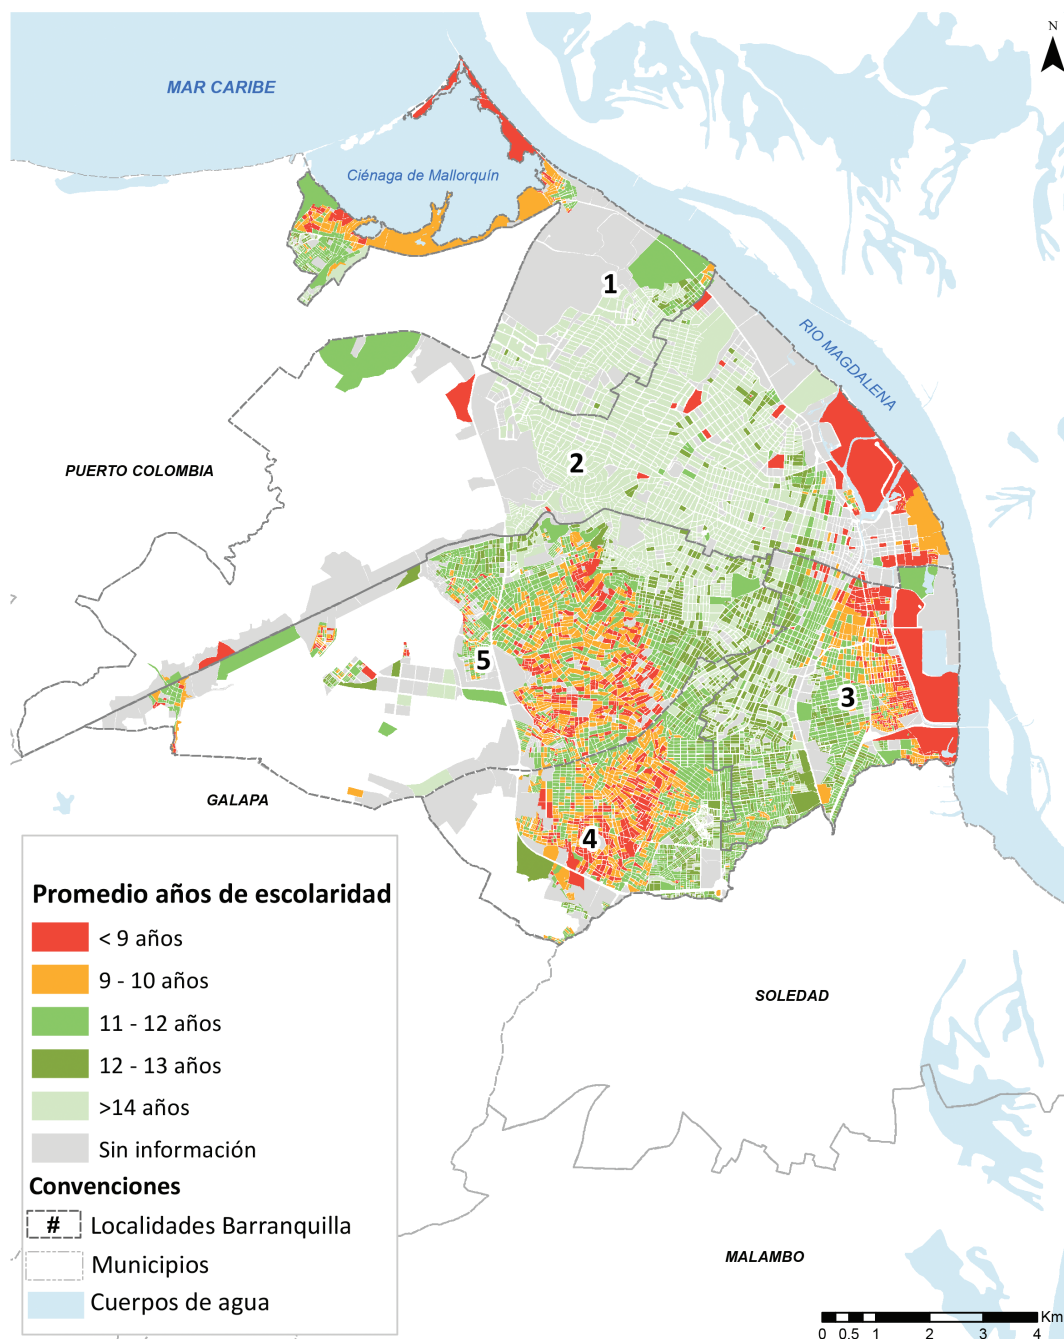 N
MAR CARIBE
Ciénaga de Mallorquín
1
RIO MAGDALENA
2
PUERTO COLOMBIA
5
3
GALAPA
4
Promedio años de escolaridad
< 9 años
9 - 10 años
11 - 12 años
12 - 13 años
>14 años
Sin información
Convenciones
# Localidades Barranquilla
Municipios
Cuerpos de agua
SOLEDAD
MALAMBO
Km
0 0.5 1 2 3 4